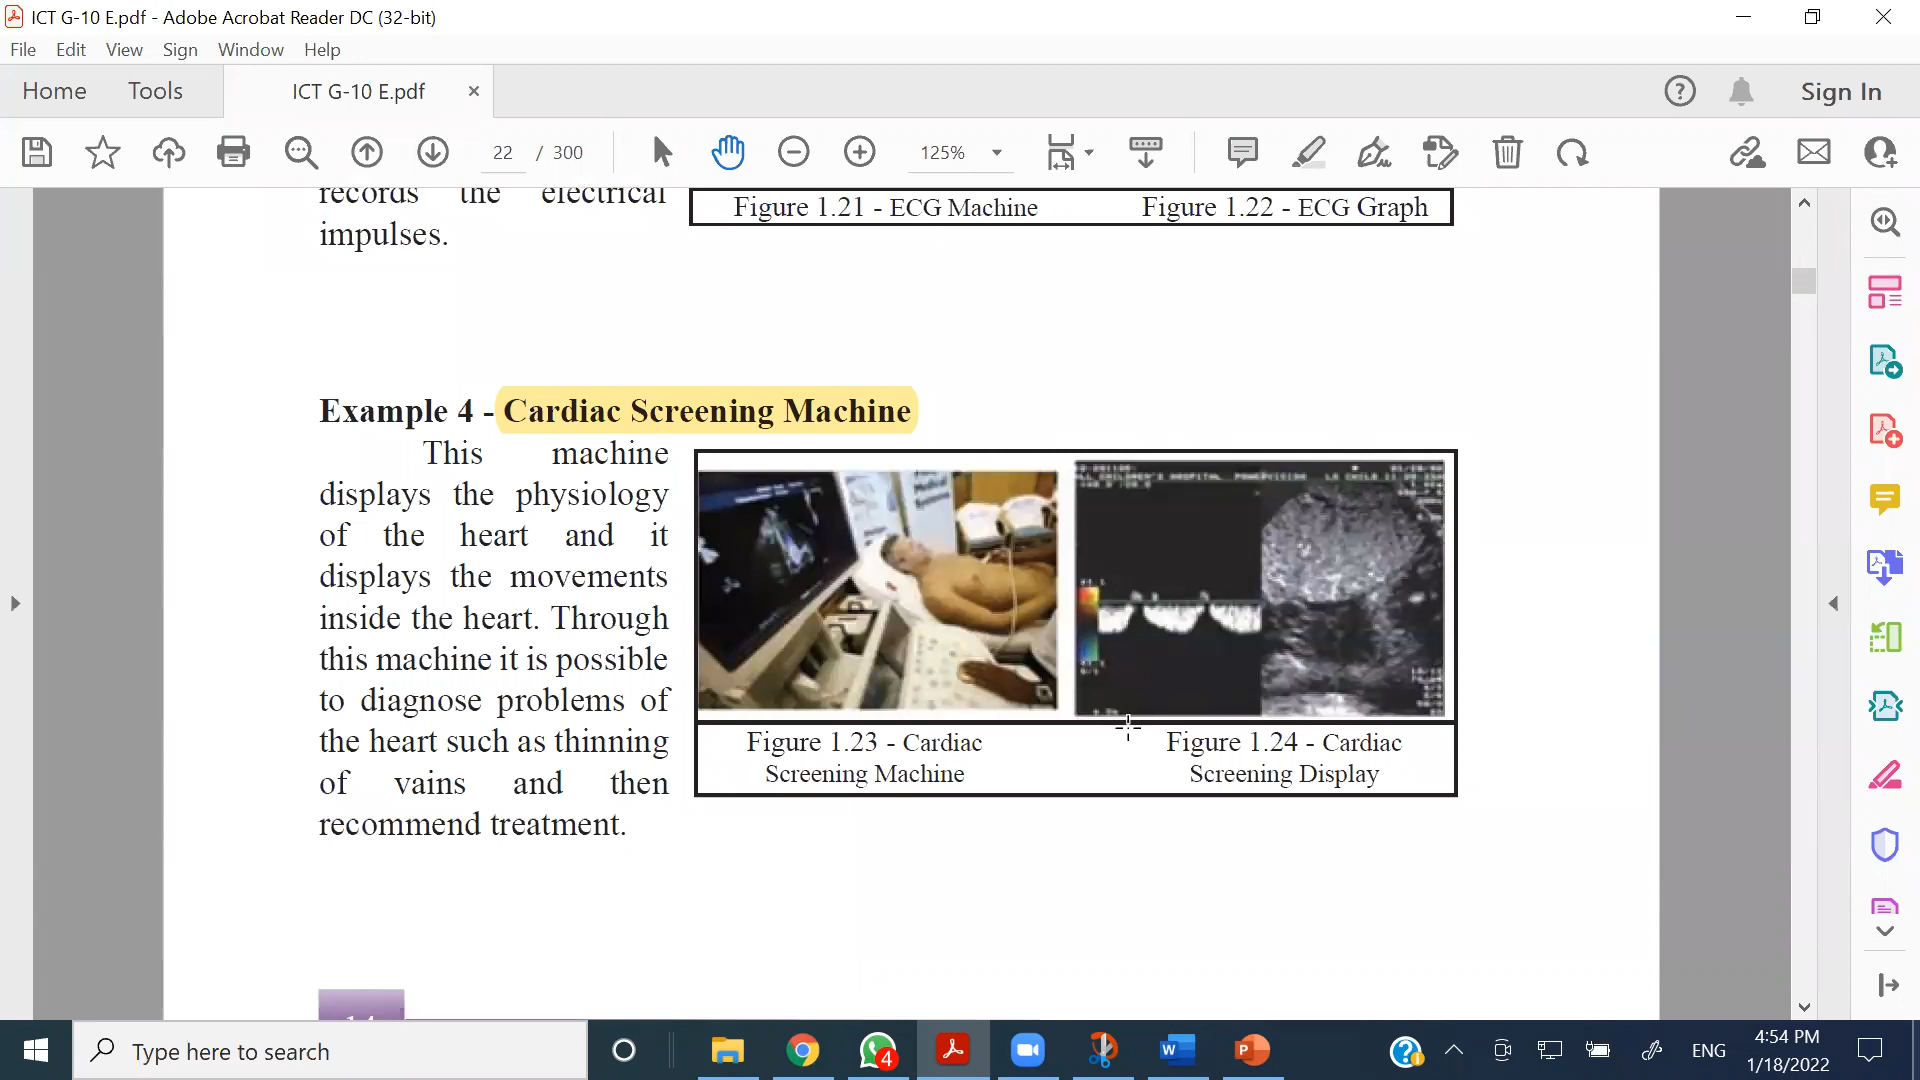 ICT G-10 E.pdf - Adobe Acrobat Reader DC (32-bit)
File Edit View Sign Window Help
Home Tools ICT G-10 E.pdf × Sign In
22 / 300 125%
records the electrical
impulses.
Figure 1.21 - ECG Machine Figure 1.22 - ECG Graph
Example 4 - Cardiac Screening Machine
This machine
displays the physiology
of the heart and it
displays the movements
inside the heart. Through
this machine it is possible
to diagnose problems of
the heart such as thinning
of vains and then
recommend treatment.
Figure 1.23 - Cardiac
Screening Machine
Figure 1.24 - Cardiac
Screening Display
Type here to search
4
ENG
4:54 PM
1/18/2022